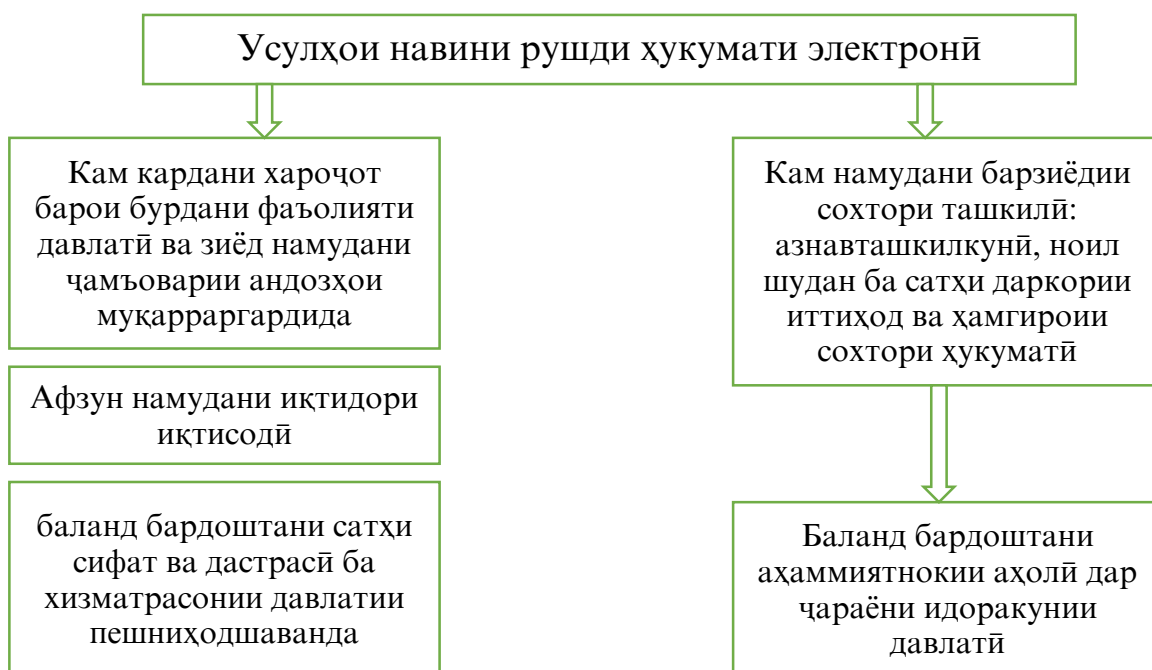 Усулҳои навини рушди ҳукумати электронӣ
Кам кардани хароҷот
барои бурдани фаъолияти
давлатӣ ва зиёд намудани
ҷамъоварии андозҳои
муқарраргардида
Афзун намудани иқтидори
иқтисодӣ
баланд бардоштани сатҳи
сифат ва дастрасӣ ба
хизматрасонии давлатии
пешниҳодшаванда
Кам намудани барзиёдии
сохтори ташкилӣ:
азнавташкилкунӣ, ноил
шудан ба сатҳи даркории
иттиҳод ва ҳамгироии
сохтори ҳукуматӣ
Баланд бардоштани
аҳаммиятнокии аҳолӣ дар
ҷараёни идоракунии
давлатӣ